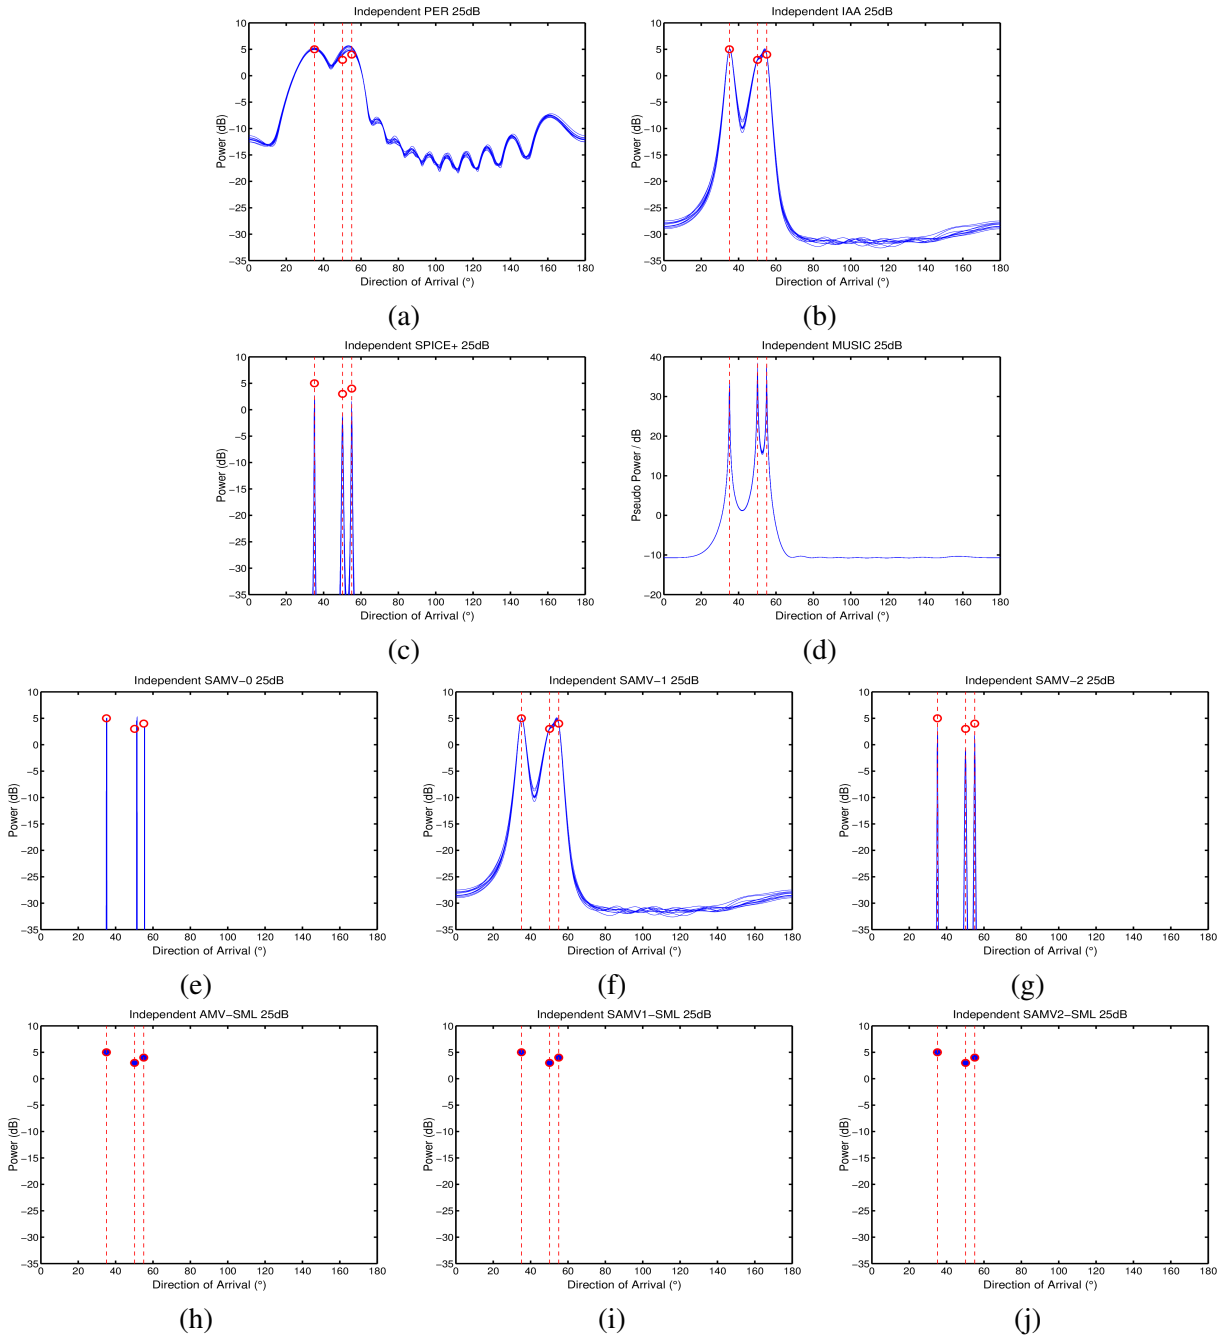 Independent PER 25dB
10
5
0
−5
−10
−15
−20
−25
−30
−35
Power (dB)
0 20 40 60 80 100 120 140 160 180
Direction of Arrival (°)
(a)
Independent IAA 25dB
10
5
0
−5
−10
−15
−20
−25
−30
−35
Power (dB)
0 20 40 60 80 100 120 140 160 180
Direction of Arrival (°)
(b)
Independent SPICE+ 25dB
10
5
0
−5
−10
−15
−20
−25
−30
−35
Power (dB)
0 20 40 60 80 100 120 140 160 180
Direction of Arrival (°)
(c)
Independent MUSIC 25dB
40
30
20
10
0
−10
−20
Pseudo Power / dB
0 20 40 60 80 100 120 140 160 180
Direction of Arrival (°)
(d)
Independent SAMV−0 25dB
10
5
0
−5
−10
−15
−20
−25
−30
−35
Power (dB)
0 20 40 60 80 100 120 140 160 180
Direction of Arrival (°)
(e)
Independent SAMV−1 25dB
10
5
0
−5
−10
−15
−20
−25
−30
−35
Power (dB)
0 20 40 60 80 100 120 140 160 180
Direction of Arrival (°)
(f)
Independent SAMV−2 25dB
10
5
0
−5
−10
−15
−20
−25
−30
−35
Power (dB)
0 20 40 60 80 100 120 140 160 180
Direction of Arrival (°)
(g)
Independent AMV−SML 25dB
10
5
0
−5
−10
−15
−20
−25
−30
−35
Power (dB)
0 20 40 60 80 100 120 140 160 180
Direction of Arrival (°)
(h)
Independent SAMV1−SML 25dB
10
5
0
−5
−10
−15
−20
−25
−30
−35
Power (dB)
0 20 40 60 80 100 120 140 160 180
Direction of Arrival (°)
(i)
Independent SAMV2−SML 25dB
10
5
0
−5
−10
−15
−20
−25
−30
−35
Power (dB)
0 20 40 60 80 100 120 140 160 180
Direction of Arrival (°)
(j)